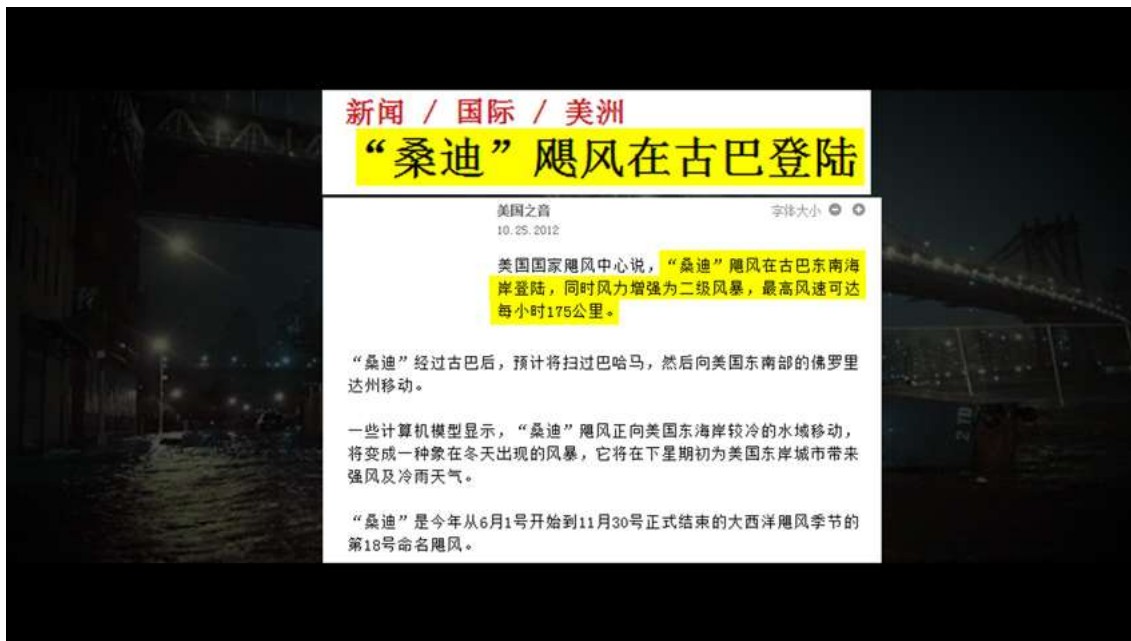 新闻 / 国际 / 美洲
“桑迪”飓风在古巴登陆
美国之音
字体大小
10.25.2012
美国国家飓风中心说，“桑迪”飓风在古巴东南海
岸登陆，同时风力增强为二级风暴，最高风速可达
每小时175公里。
“桑迪”经过古巴后，预计将扫过巴哈马，然后向美国东南部的佛罗里
达州移动。
一些计算机模型显示，“桑迪”飓风正向美国东海岸较冷的水域移动，
将变成一种象在冬天出现的风暴，它将在下星期初为美国东岸城市带来
强风及冷雨天气。
“桑迪”是今年从6月1号开始到11月30号正式结束的大西洋飓风季节的
第18号命名飓风。